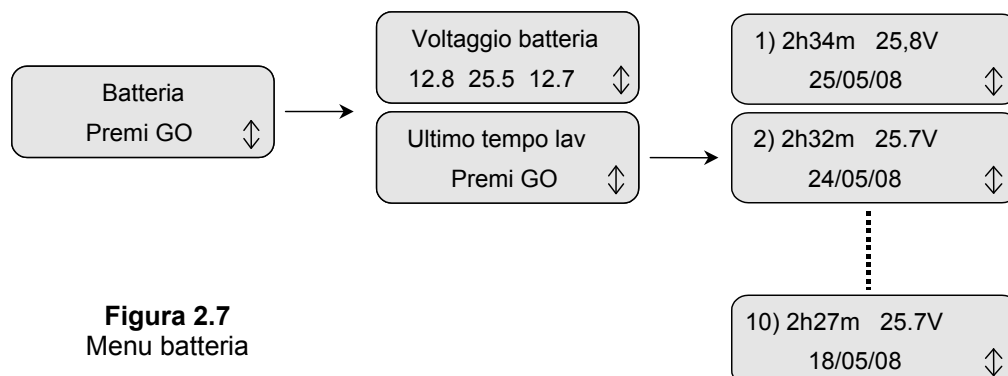 Batteria
Premi GO
Voltaggio batteria
12.8 25.5 12.7
Ultimo tempo lav
Premi GO
1) 2h34m 25,8V
25/05/08
2) 2h32m 25.7V
24/05/08
10) 2h27m 25.7V
18/05/08
Figura 2.7
Menu batteria